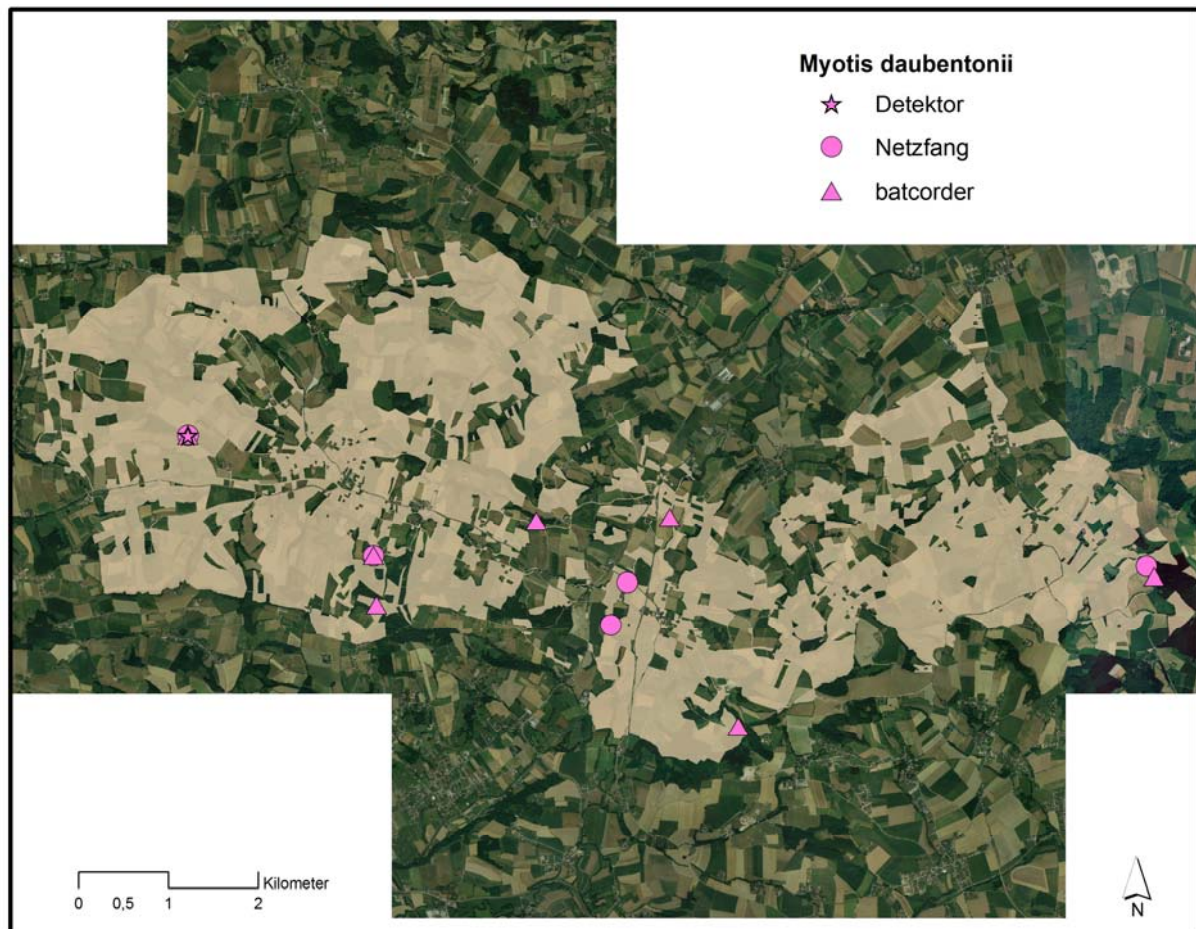 Myotis daubentonii
Detektor
Netzfang
batcorder
Kilometer
0 0,5 1 2
N